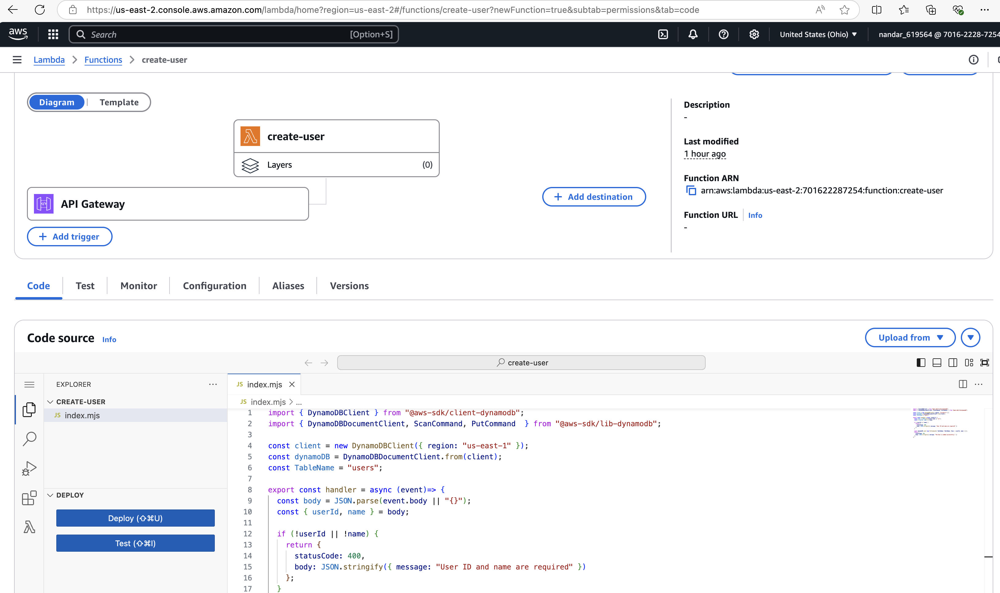 https://us-east-2.console.aws.amazon.com/lambda/home?region=us-east-2#/functions/create-user?newFunction=true&subtab=permissions&tab=code
aws
Search
[Option+S]
United States (Ohio)
nandar_619564 @ 7016-2228-7254
Lambda > Functions > create-user
Diagram | Template
create-user
Layers (0)
API Gateway
+ Add destination
+ Add trigger
Description
-
Last modified
1 hour ago
Function ARN
arn:aws:lambda:us-east-2:701622287254:function:create-user
Function URL | Info
-
Code
Test
Monitor
Configuration
Aliases
Versions
Code source Info
Upload from
create-user
EXPLORER
CREATE-USER
JS index.mjs
DEPLOY
Deploy (⇧⌘U)
Test (⇧⌘I)
JS index.mjs
JS index.mjs > ...
1 import { DynamoDBClient } from "@aws-sdk/client-dynamodb";
2 import { DynamoDBDocumentClient, ScanCommand, PutCommand  } from "@aws-sdk/lib-dynamodb";
3
4 const client = new DynamoDBClient({ region: "us-east-1" });
5 const dynamoDB = DynamoDBDocumentClient.from(client);
6 const TableName = "users";
7
8 export const handler = async (event)=> {
9   const body = JSON.parse(event.body || "{}");
10   const { userId, name } = body;
11
12   if (!userId || !name) {
13     return {
14       statusCode: 400,
15       body: JSON.stringify({ message: "User ID and name are required" })
16     };
17   }